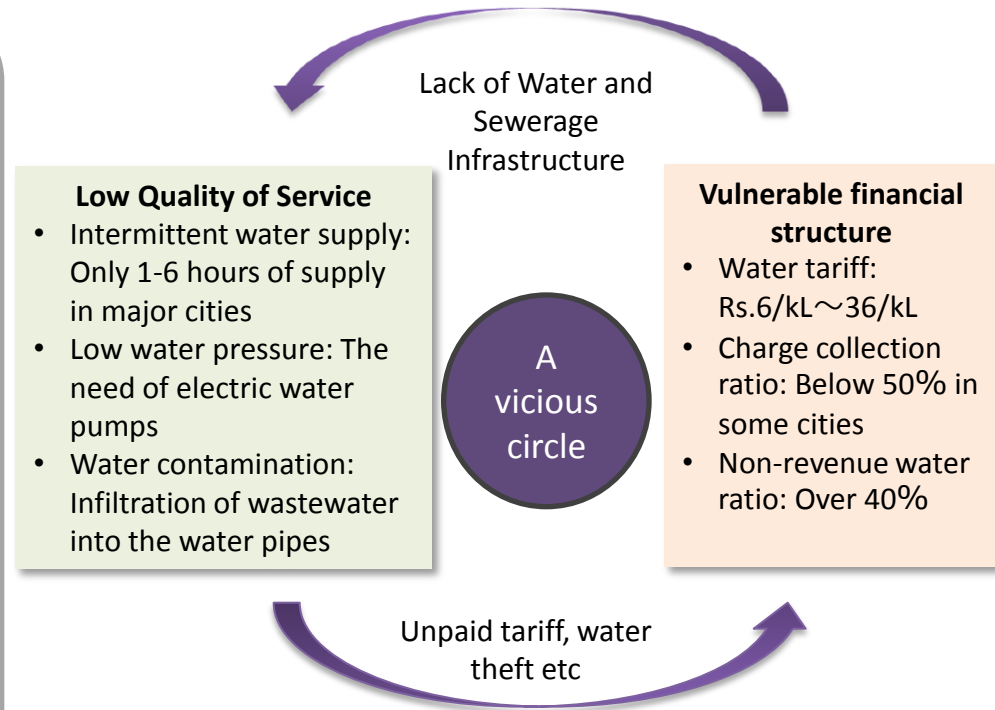 Lack of Water and
Sewerage
Infrastructure
Low Quality of Service
• Intermittent water supply:
Only 1-6 hours of supply
in major cities
• Low water pressure: The
need of electric water
pumps
• Water contamination:
Infiltration of wastewater
into the water pipes
A
vicious
circle
Vulnerable financial
structure
• Water tariff:
Rs.6/kL～36/kL
• Charge collection
ratio: Below 50% in
some cities
• Non-revenue water
ratio: Over 40%
Unpaid tariff, water
theft etc